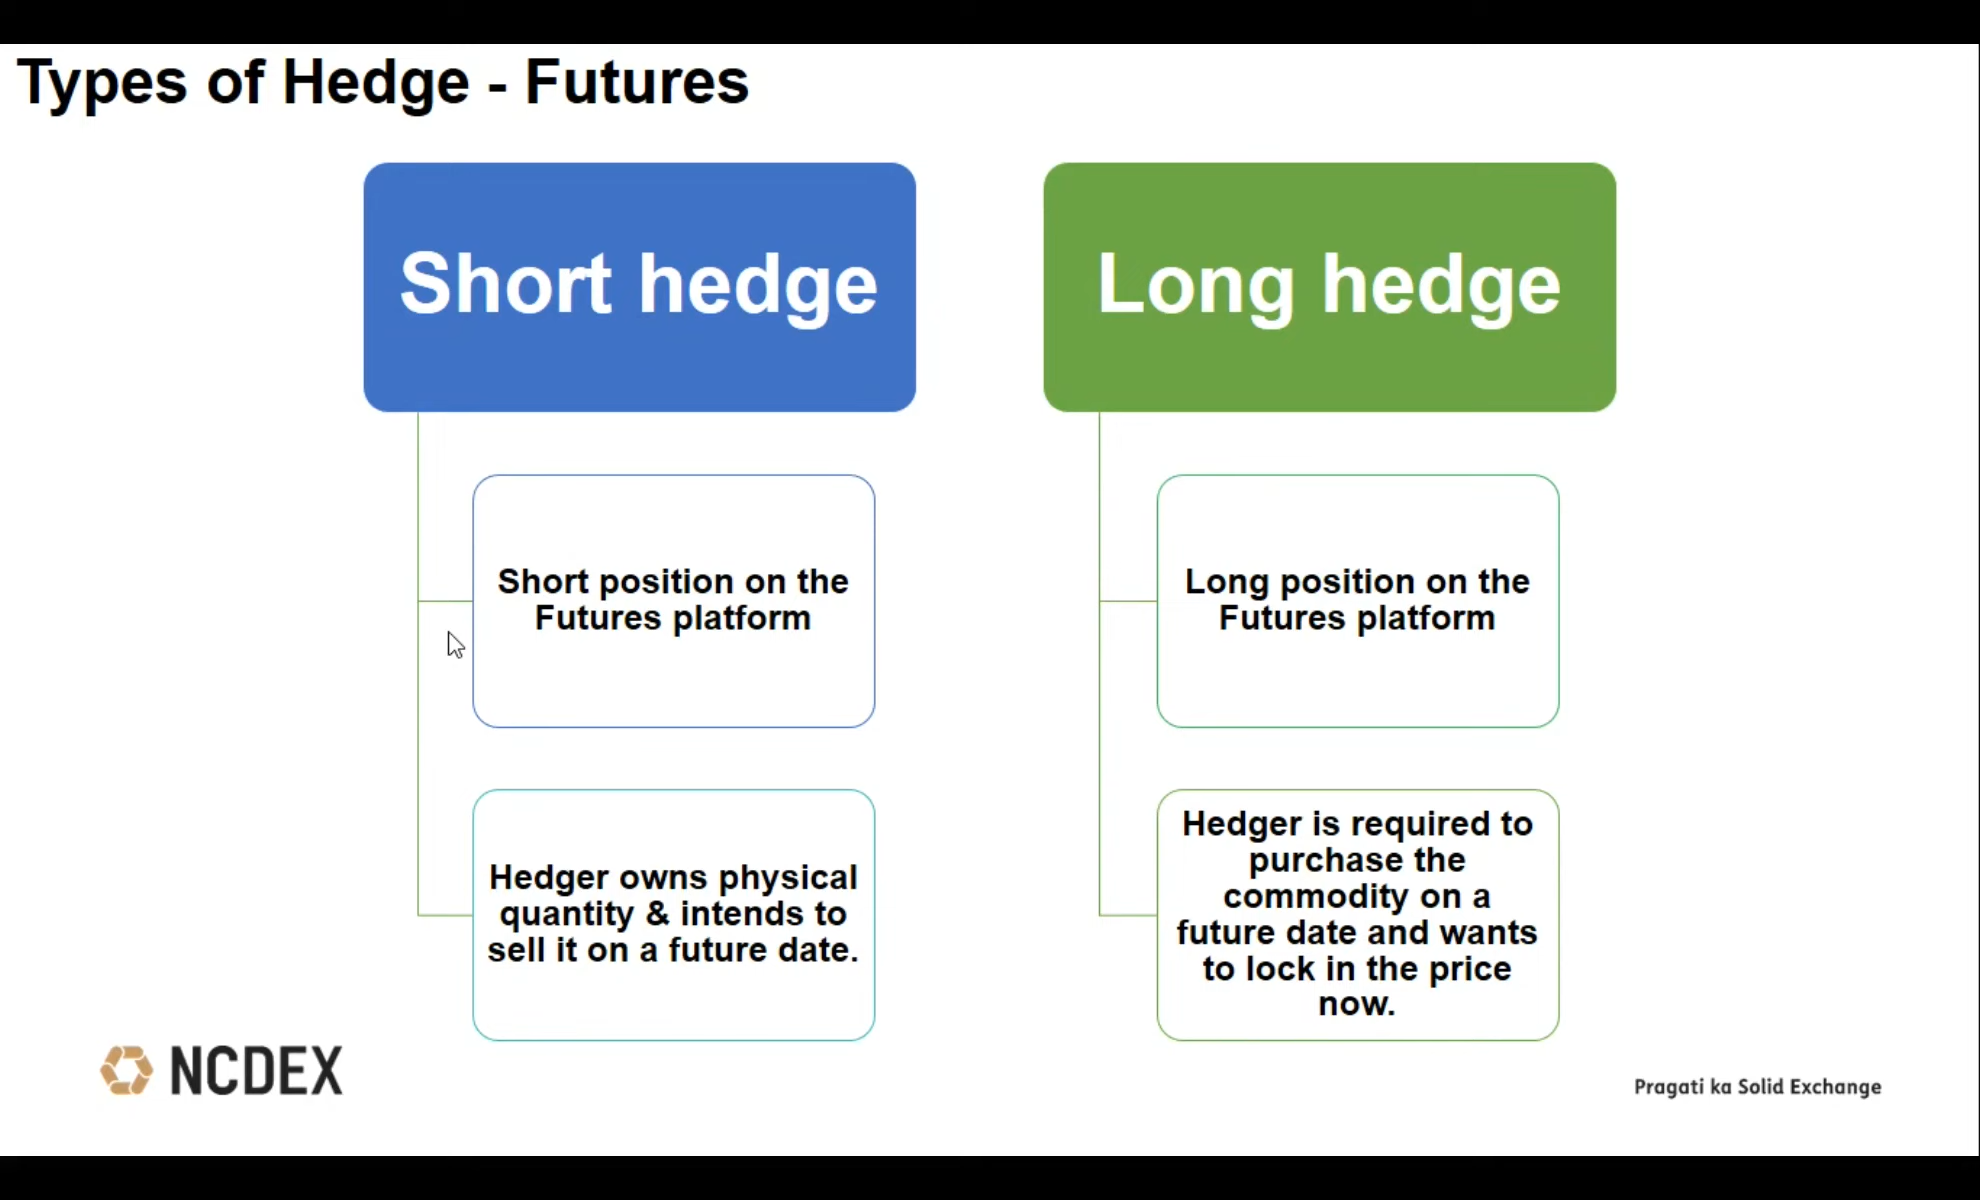 Types of Hedge - Futures
Short hedge
Short position on the
Futures platform
Hedger owns physical
quantity & intends to
sell it on a future date.
Long hedge
Long position on the
Futures platform
Hedger is required to
purchase the
commodity on a
future date and wants
to lock in the price
now.
NCDEX
Pragati ka Solid Exchange